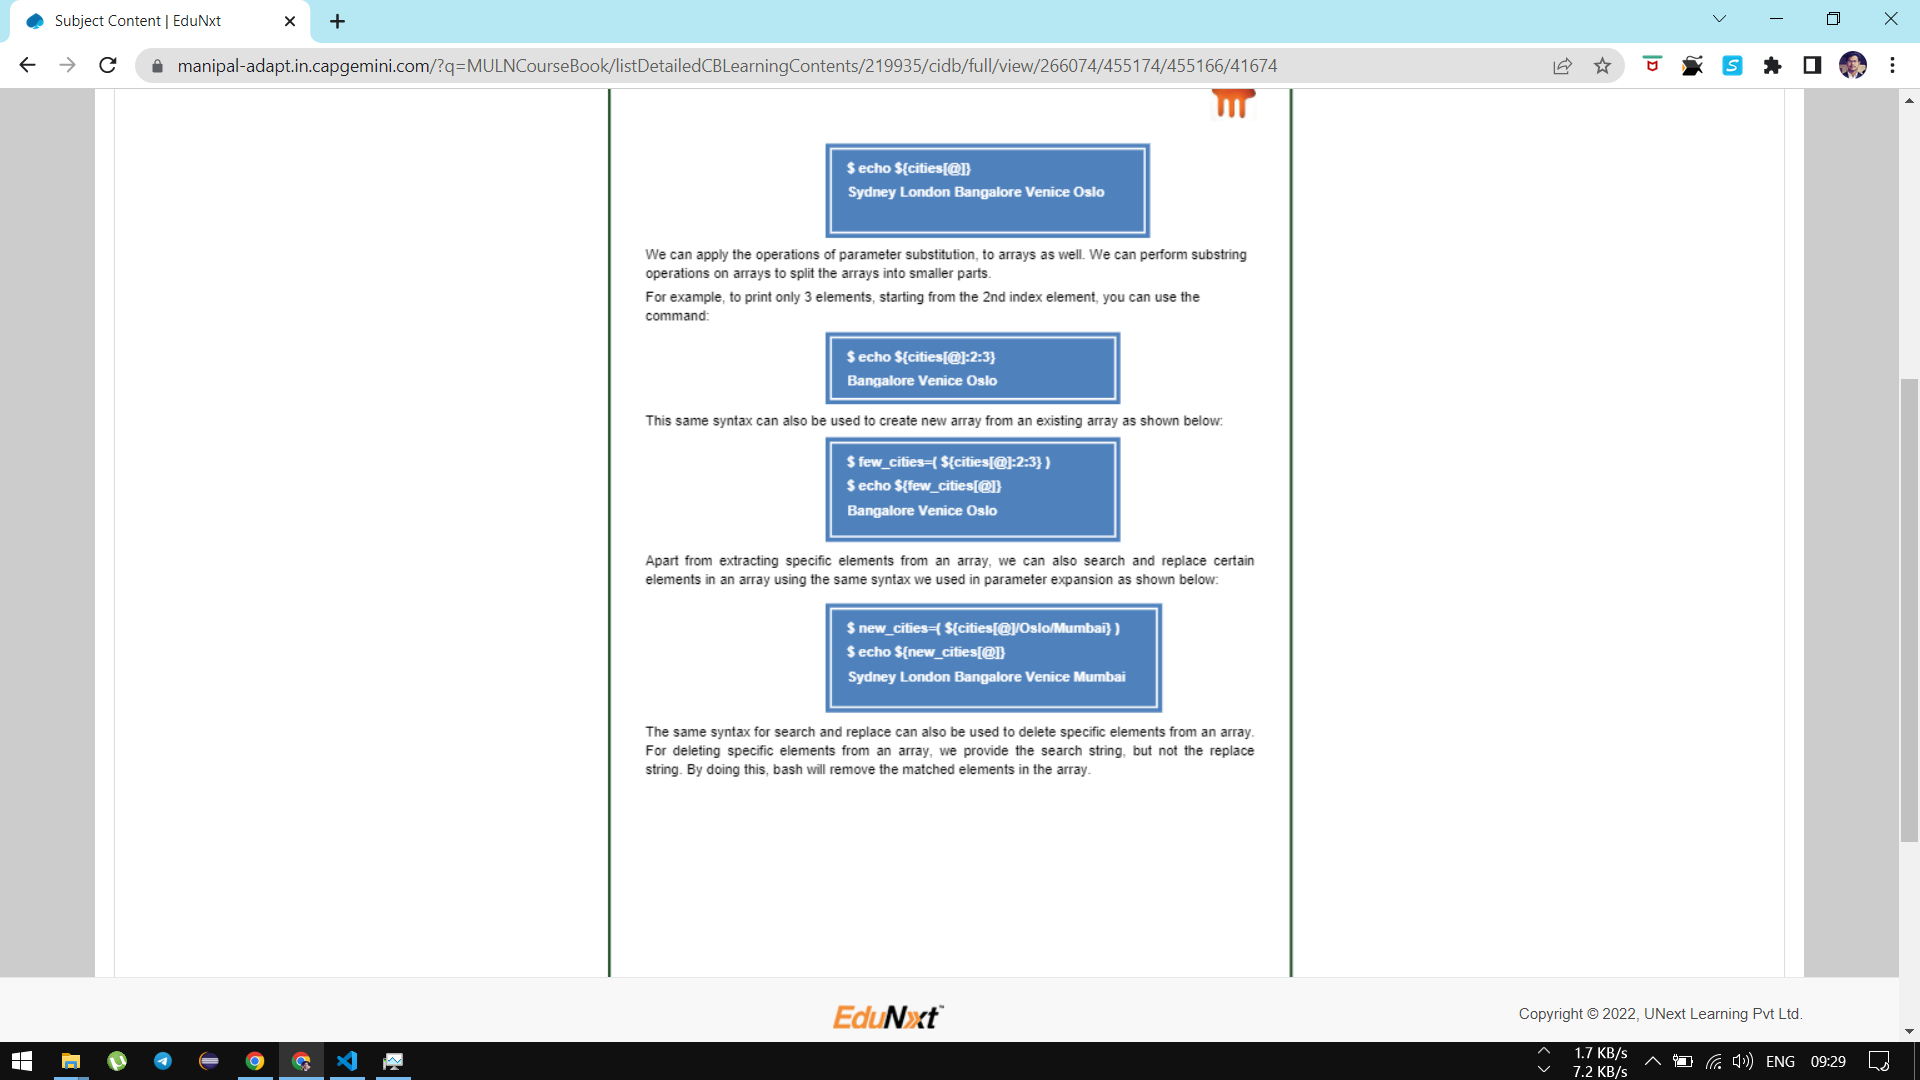 Subject Content | EduNxt
manipal-adapt.in.capgemini.com/?q=MULNCourseBook/listDetailedCBLearningContents/219935/cidb/full/view/266074/455174/455166/41674
$ echo ${cities[@]}
Sydney London Bangalore Venice Oslo
We can apply the operations of parameter substitution, to arrays as well. We can perform substring
operations on arrays to split the arrays into smaller parts.
For example, to print only 3 elements, starting from the 2nd index element, you can use the
command:
$ echo ${cities[@]:2:3}
Bangalore Venice Oslo
This same syntax can also be used to create new array from an existing array as shown below:
$ few_cities=( ${cities[@]:2:3} )
$ echo ${few_cities[@]}
Bangalore Venice Oslo
Apart from extracting specific elements from an array, we can also search and replace certain
elements in an array using the same syntax we used in parameter expansion as shown below:
$ new_cities=( ${cities[@]/Oslo/Mumbai} )
$ echo ${new_cities[@]}
Sydney London Bangalore Venice Mumbai
The same syntax for search and replace can also be used to delete specific elements from an array.
For deleting specific elements from an array, we provide the search string, but not the replace
string. By doing this, bash will remove the matched elements in the array.
EduNxt™
Copyright © 2022, UNext Learning Pvt Ltd.
1.7 KB/s
7.2 KB/s
ENG
09:29